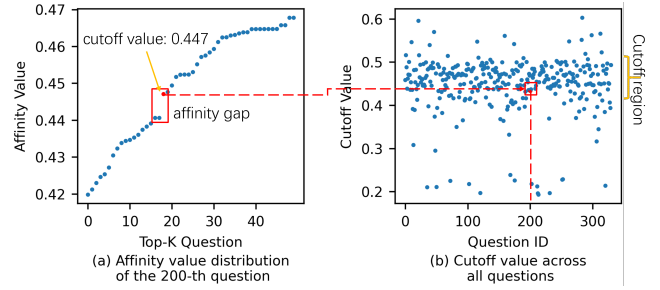 0.47
0.46
0.45
0.44
0.43
0.42
Affinity Value
cutoff value: 0.447
affinity gap
0
10
20
30
40
Top-K Question
(a) Affinity value distribution
of the 200-th question
0.6
0.5
0.4
0.3
0.2
Cutoff Value
Cutoff region
0
100
200
300
Question ID
(b) Cutoff value across
all questions